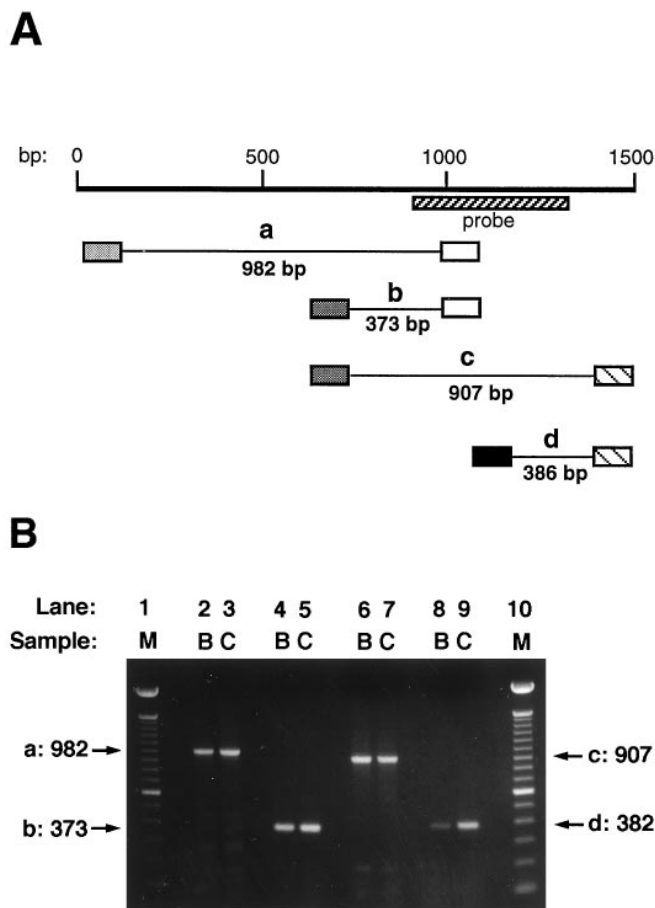 A
bp: 0 500 1000 1500
probe
a
982 bp
b
373 bp
c
907 bp
d
386 bp
B
Lane: 1 2 3 4 5 6 7 8 9 10
Sample: M B C B C B C B C M
a: 982 c: 907
b: 373 d: 382